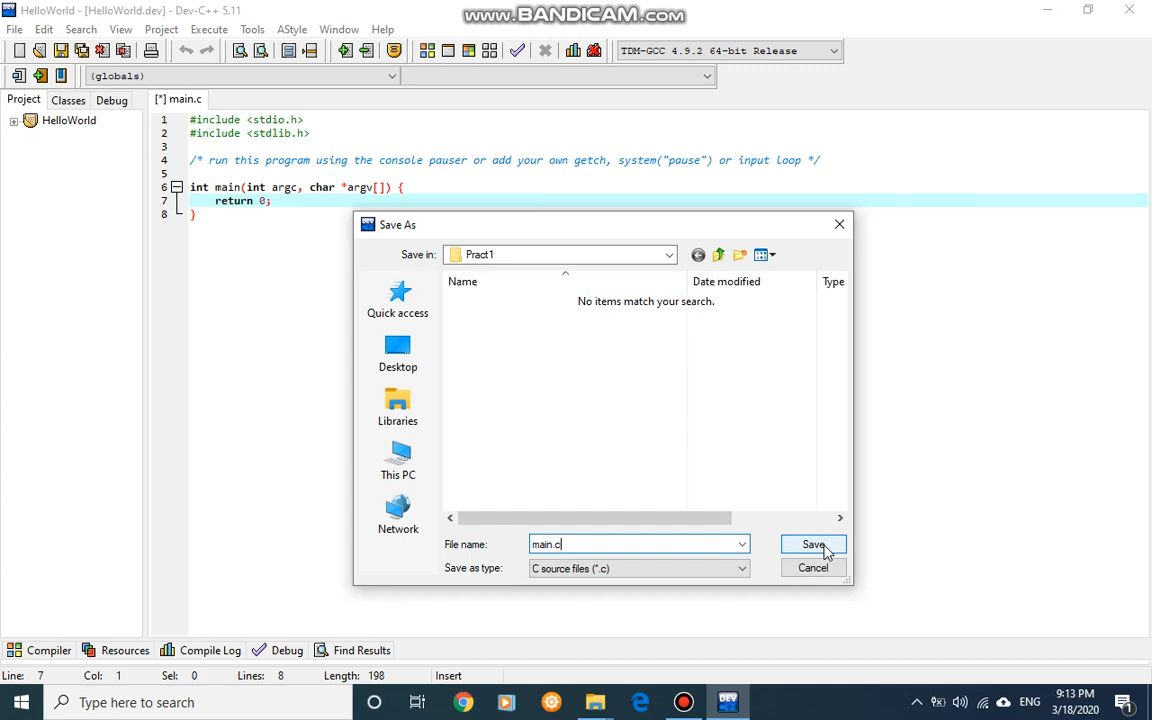 HelloWorld - [HelloWorld.dev] - Dev-C++ 5.11
www.BANDICAM.com
File Edit Search View Project Execute Tools AStyle Window Help
TDM-GCC 4.9.2 64-bit Release
(globals)
Project Classes Debug [*] main.c
HelloWorld
1 #include <stdio.h>
2 #include <stdlib.h>
3
4 /* run this program using the console pauser or add your own getch, system("pause") or input loop */
5
6 int main(int argc, char *argv[]) {
7 return 0;
8 }
Save As
Save in: Pract1
Name Date modified Type
No items match your search.
Quick access
Desktop
Libraries
This PC
Network
File name: main.c Save
Save as type: C source files (*.c) Cancel
Compiler Resources Compile Log Debug Find Results
Line: 7 Col: 1 Sel: 0 Lines: 8 Length: 198 Insert
Type here to search
ENG
9:13 PM
3/18/2020
1